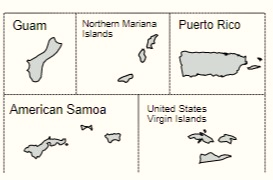 Guam
Northern Mariana
Islands
Puerto Rico
American Samoa
United States
Virgin Islands